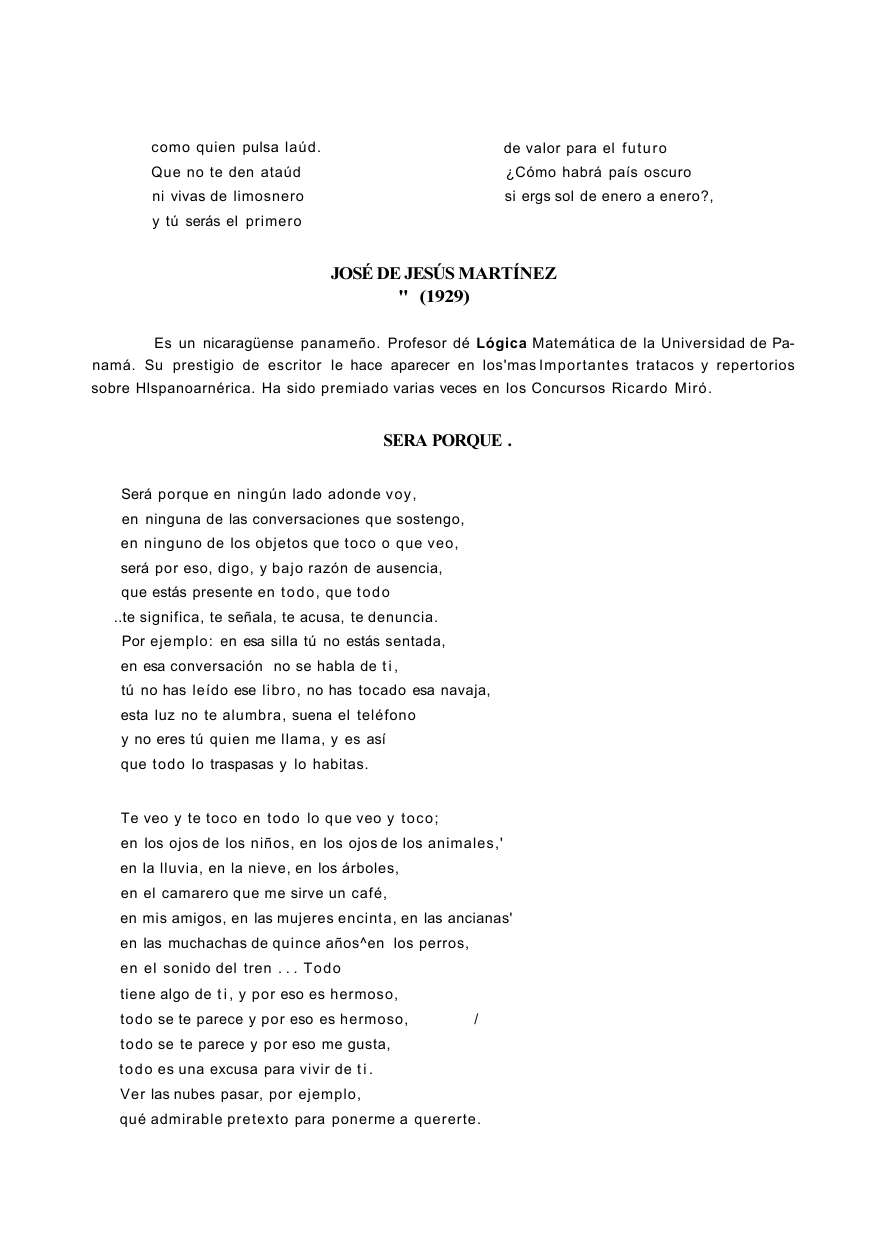 como quien pulsa laúd.
Que no te den ataúd
ni vivas de limosnero
y tú serás el primero
de valor para el futuro
¿Cómo habrá país oscuro
si ergs sol de enero a enero?,
JOSÉ DE JESÚS MARTÍNEZ
" (1929)
Es un nicaragüense panameño. Profesor dé Lógica Matemática de la Universidad de Pa-
namá. Su prestigio de escritor le hace aparecer en los'mas Importantes tratacos y repertorios
sobre Hlspanoarnérica. Ha sido premiado varias veces en los Concursos Ricardo Miró.
SERA PORQUE .
Será porque en ningún lado adonde voy,
en ninguna de las conversaciones que sostengo,
en ninguno de los objetos que toco o que veo,
será por eso, digo, y bajo razón de ausencia,
que estás presente en todo, que todo
..te significa, te señala, te acusa, te denuncia.
Por ejemplo: en esa silla tú no estás sentada,
en esa conversación no se habla de ti,
tú no has leído ese libro, no has tocado esa navaja,
esta luz no te alumbra, suena el teléfono
y no eres tú quien me llama, y es así
que todo lo traspasas y lo habitas.
Te veo y te toco en todo lo que veo y toco;
en los ojos de los niños, en los ojos de los animales,'
en la lluvia, en la nieve, en los árboles,
en el camarero que me sirve un café,
en mis amigos, en las mujeres encinta, en las ancianas'
en las muchachas de quince años^en los perros,
en el sonido del tren . . . Todo
tiene algo de ti, y por eso es hermoso,
todo se te parece y por eso es hermoso, /
todo se te parece y por eso me gusta,
todo es una excusa para vivir de ti.
Ver las nubes pasar, por ejemplo,
qué admirable pretexto para ponerme a quererte.